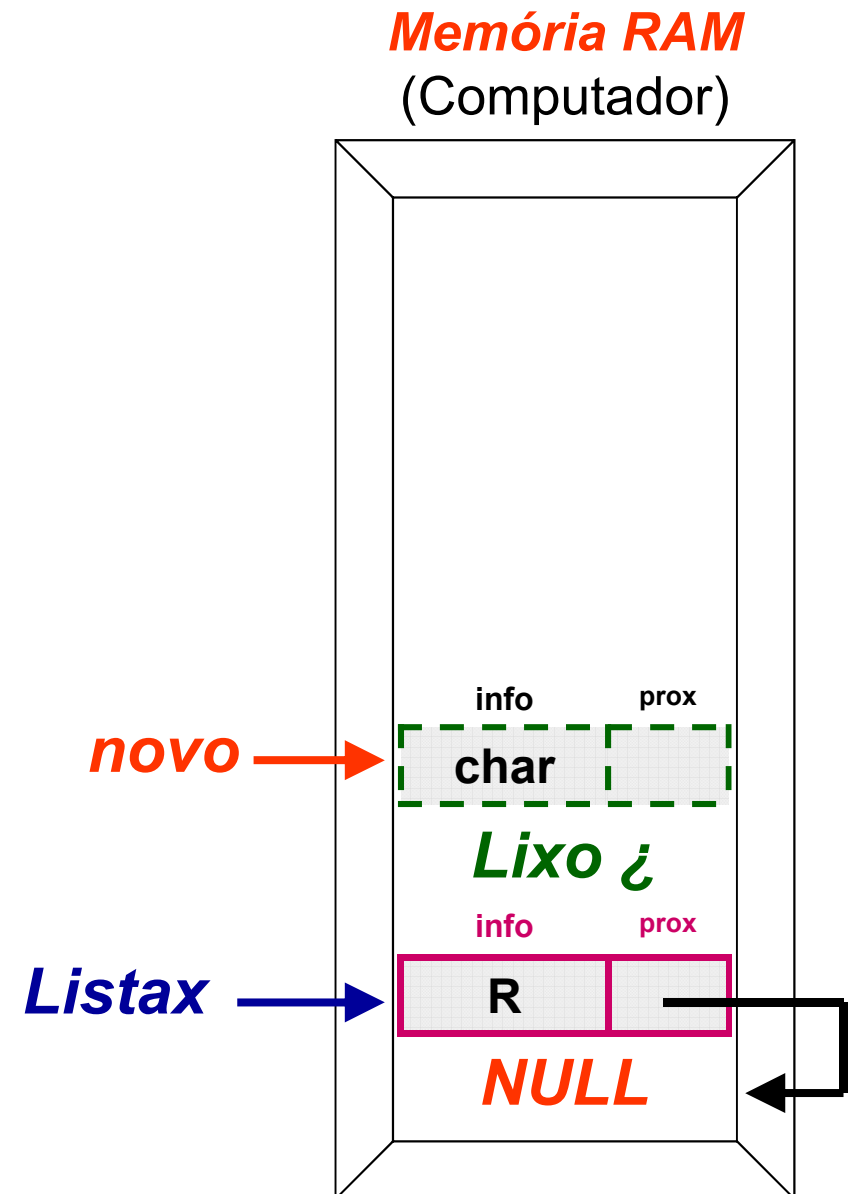 Memória RAM
(Computador)
info prox
novo
char
Lixo ¿
info prox
Listax
R
NULL